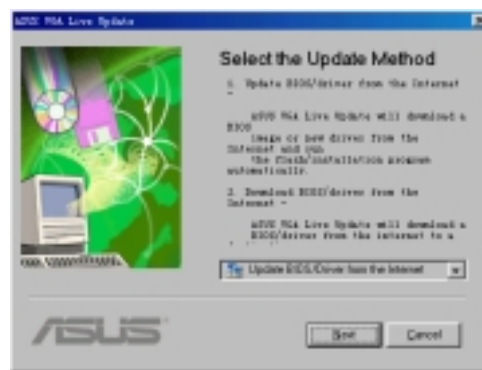 ASUS VGA Live Update
Select the Update Method
1. Update BIOS/driver from the Internet
-
ASUS VGA Live Update will download a
BIOS
image or new driver from the
Internet and run
the flash/installation program
automatically.
2. Download BIOS/driver from the
Internet -
ASUS VGA Live Update will download a
BIOS/driver from the internet to a
Update BIOS/Driver from the Internet
ASUS
Next
Cancel